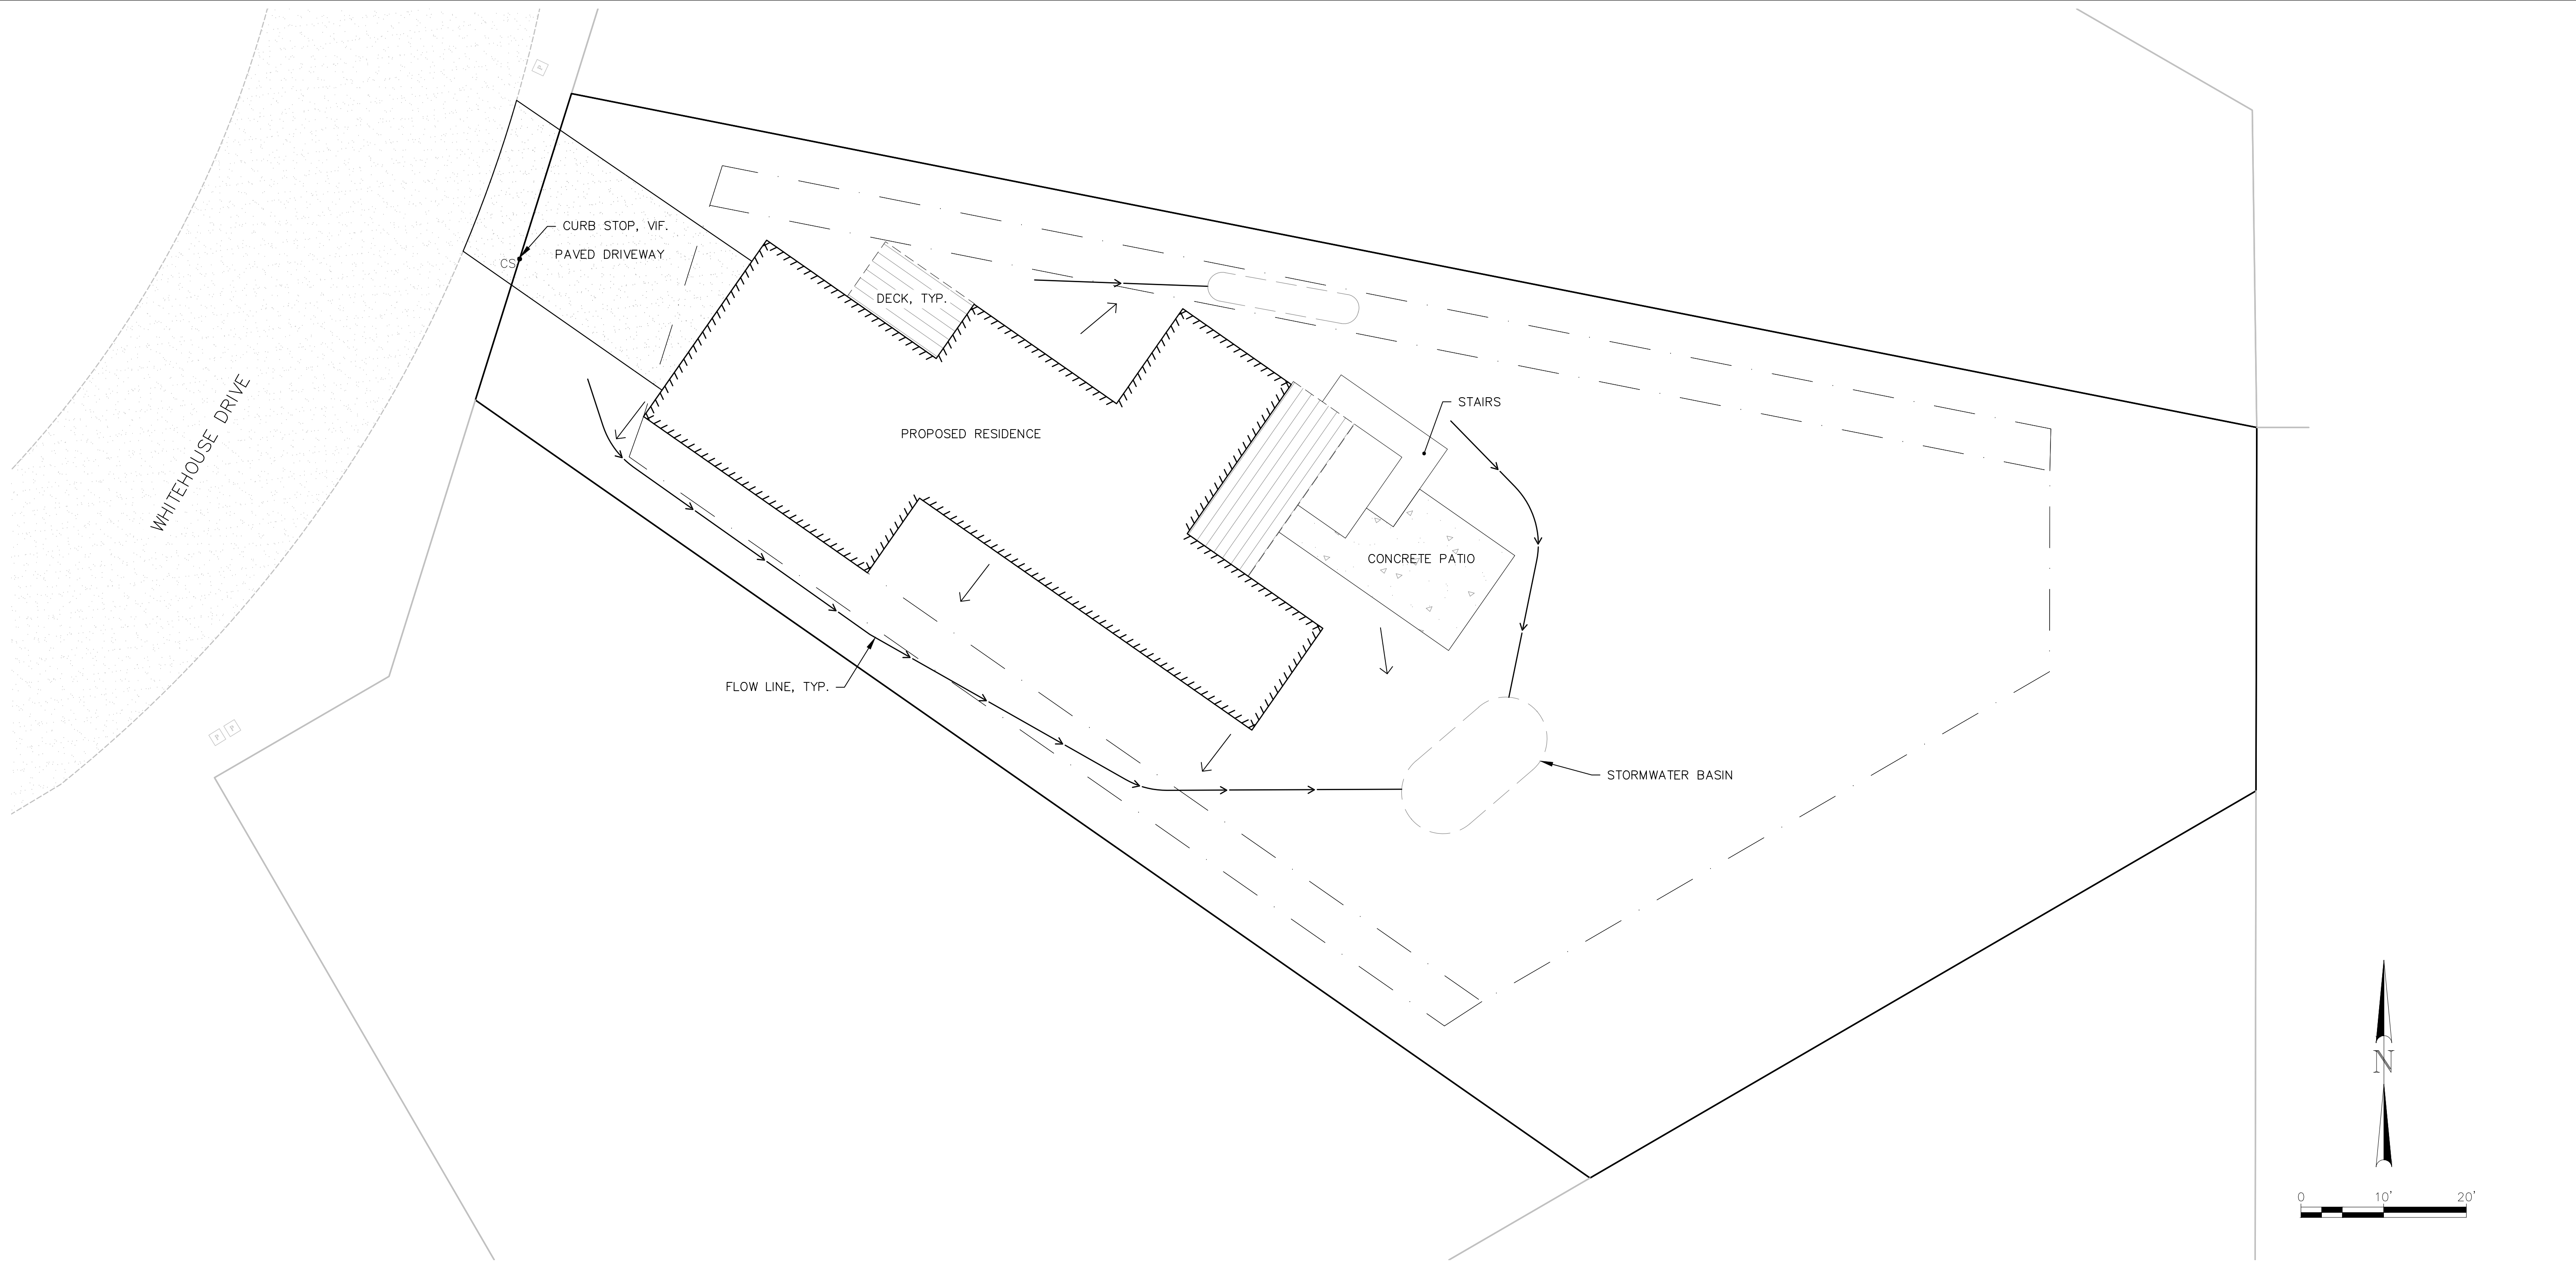 CURB STOP, VIF.
PAVED DRIVEWAY
CS
DECK, TYP.
STAIRS
PROPOSED RESIDENCE
WHITEHOUSE DRIVE
CONCRETE PATIO
FLOW LINE, TYP.
STORMWATER BASIN
P
P P
N
0 10' 20'